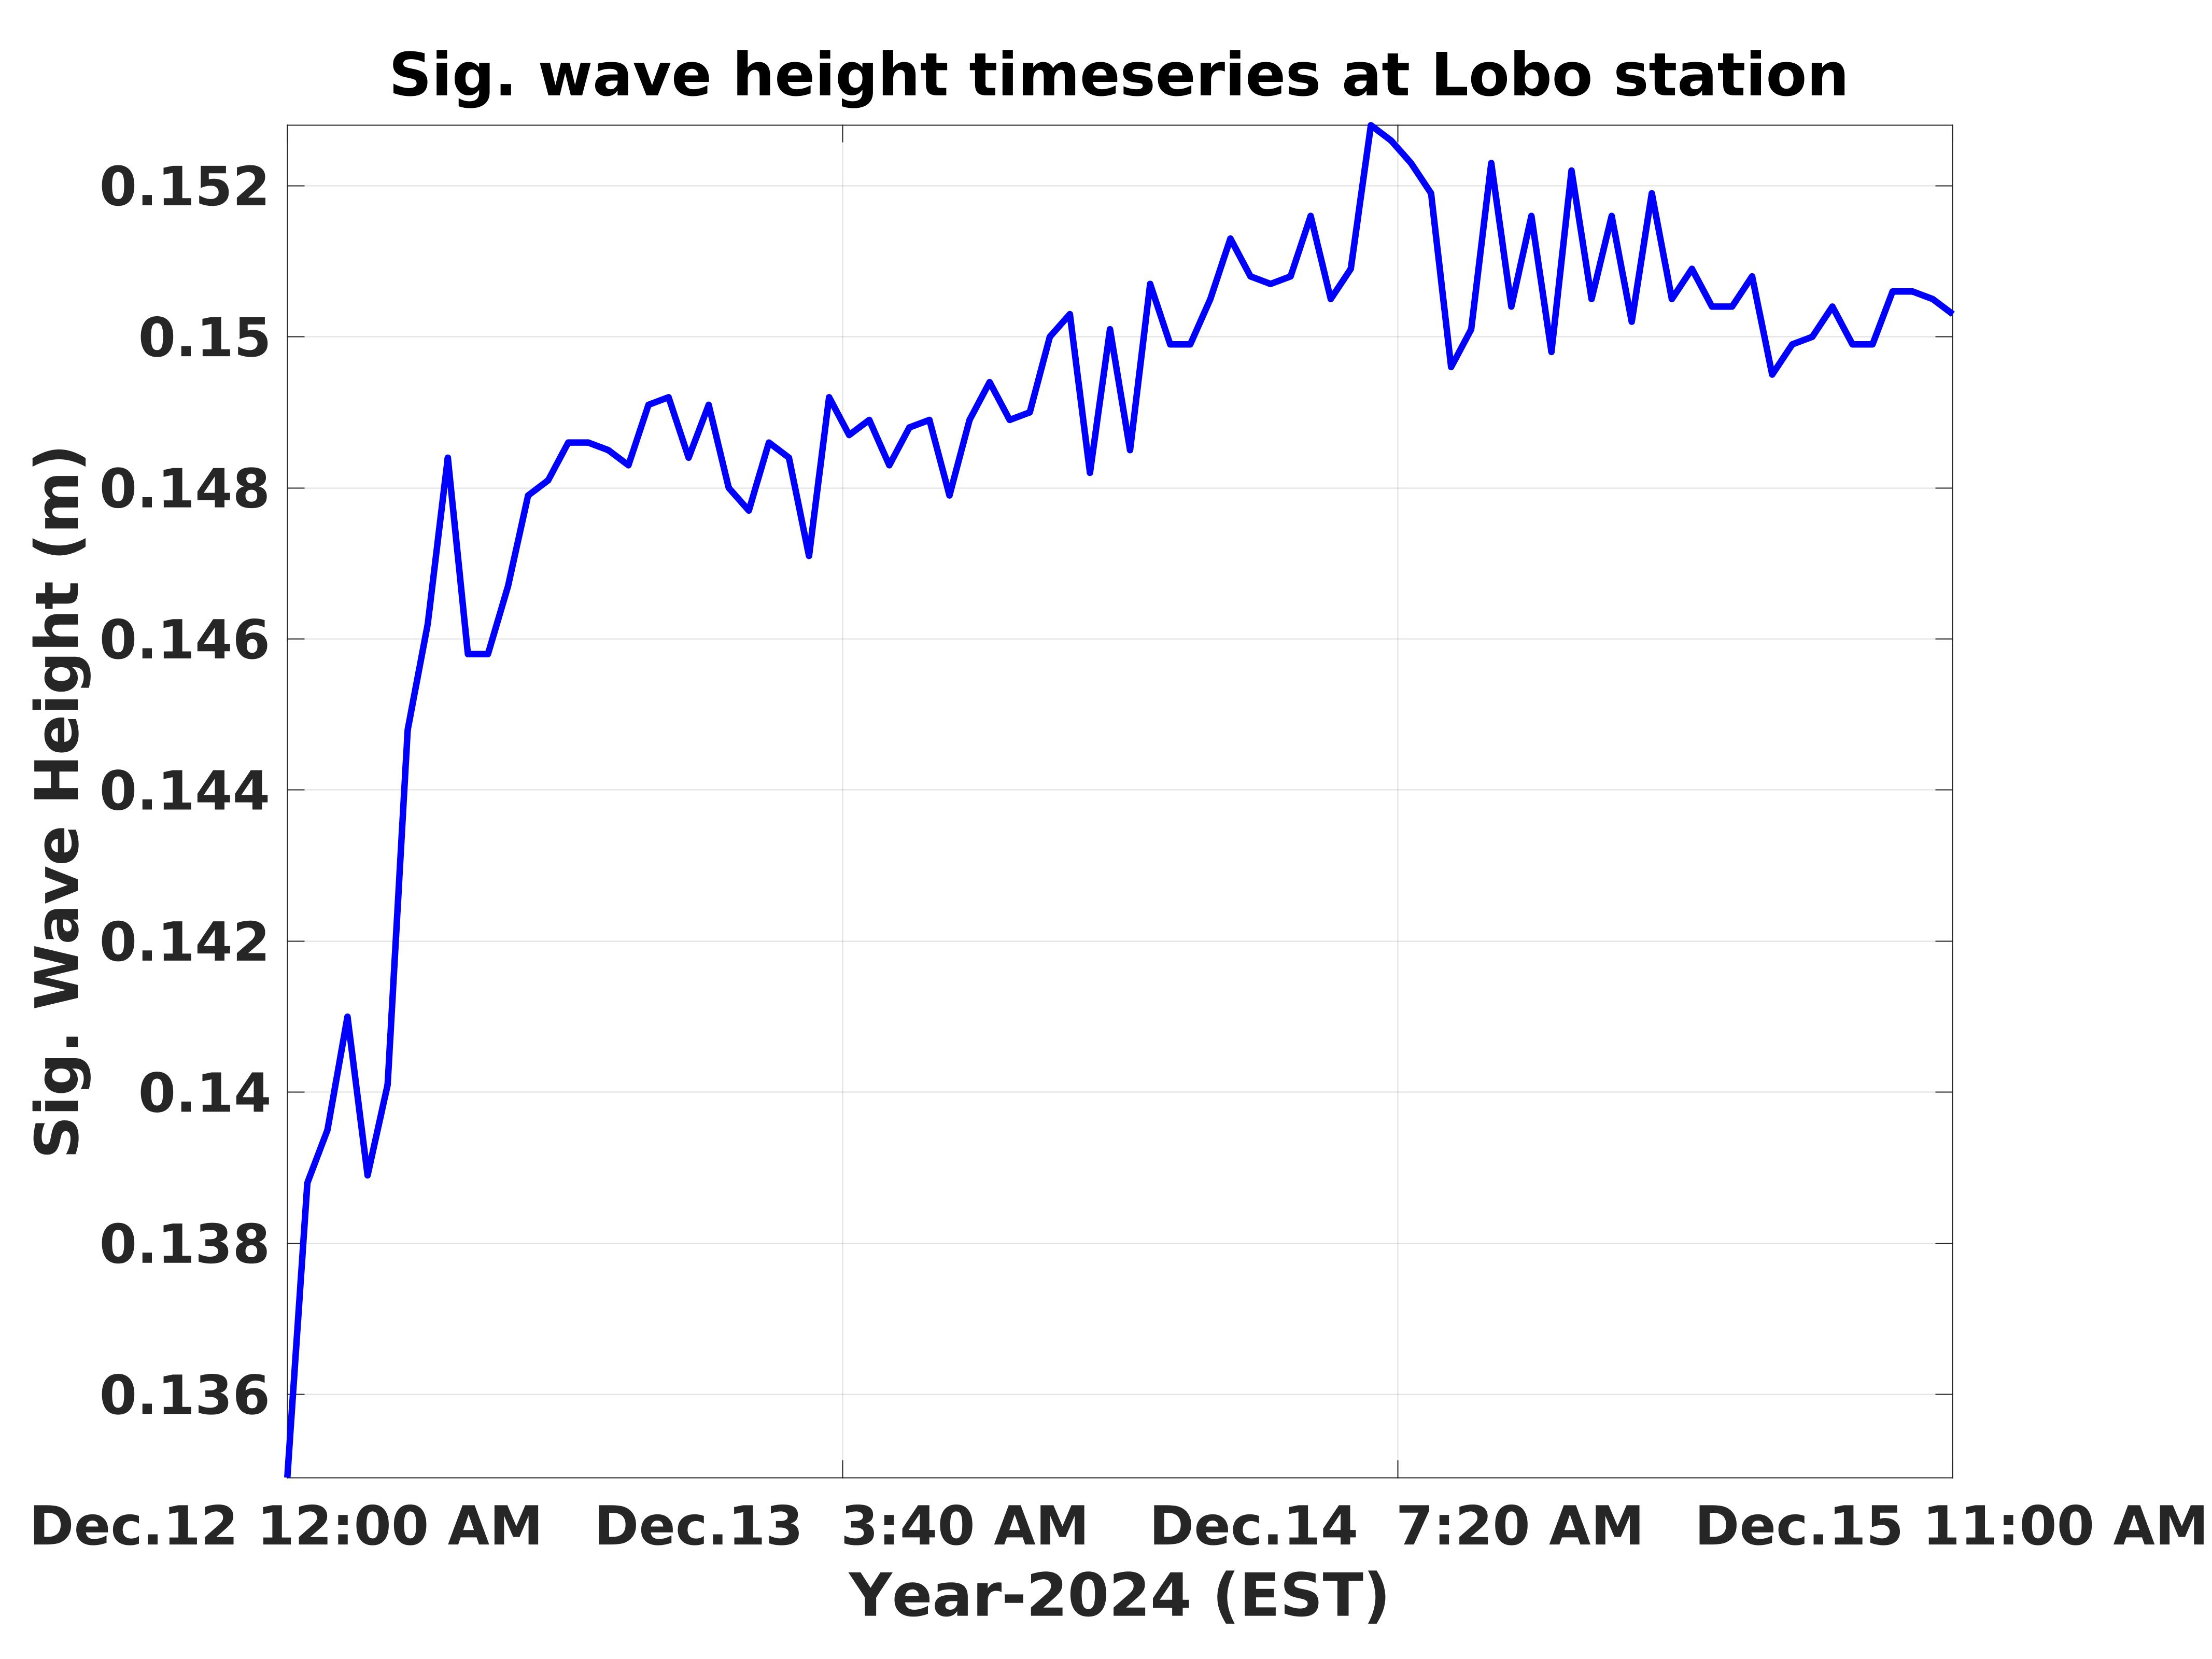 Sig. wave height timeseries at Lobo station
Sig. Wave Height (m)
0.152
0.15
0.148
0.146
0.144
0.142
0.14
0.138
0.136
Dec.12 12:00 AM Dec.13 3:40 AM Dec.14 7:20 AM Dec.15 11:00 AM
Year-2024 (EST)